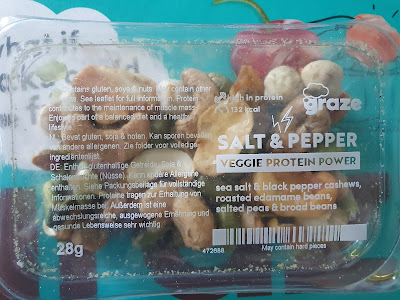 what if
Contains gluten, soya & nuts. May contain other
nuts. See leaflet for full information. Protein
contributes to the maintenance of muscle mass.
Enjoy as part of a balanced diet and a healthy
lifestyle.
NL: Bevat gluten, soja & noten. Kan sporen bevatten
van andere allergenen. Zie folder voor volledige
ingrediëntenlijst.
DE: Enthält glutenhaltige Getreide, Soja &
Schalenfrüchte (Nüsse). Kann andere Allergene
enthalten. Siehe Packungsbeilage für vollständige
Informationen. Proteine tragen zur Erhaltung von
Muskelmasse bei. Außerdem ist eine
abwechslungsreiche, ausgewogene Ernährung und
gesunde Lebensweise sehr wichtig.
28g
rich in protein
132 kcal
graze
SALT & PEPPER
VEGGIE PROTEIN POWER
sea salt & black pepper cashews,
roasted edamame beans,
salted peas & broad beans.
472688
May contain hard pieces